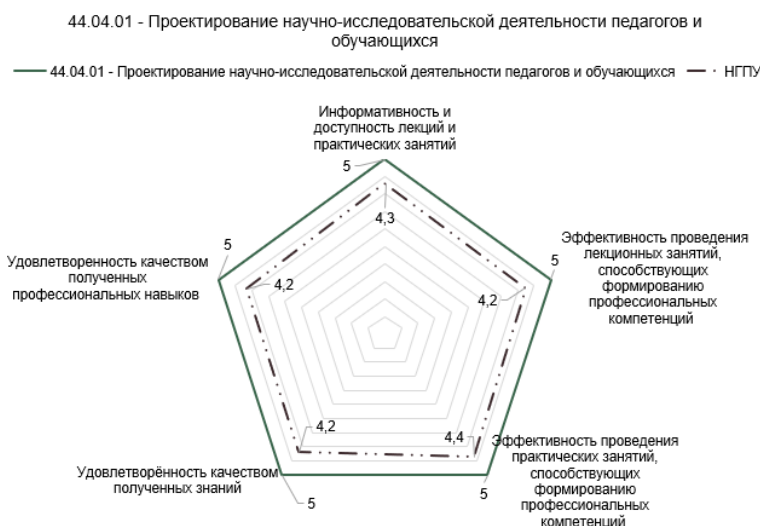 44.04.01 - Проектирование научно-исследовательской деятельности педагогов и
обучающихся
44.04.01 - Проектирование научно-исследовательской деятельности педагогов и обучающихся
НГПУ
Информативность и
доступность лекций и
практических занятий
5
4,3
Эффективность проведения
лекционных занятий,
способствующих
формированию
профессиональных
компетенций
5
4,2
Эффективность проведения
практических занятий,
способствующих
формированию
профессиональных
компетенций
5
4,4
Удовлетворённость качеством
полученных знаний
5
4,2
Удовлетворенность качеством
полученных
профессиональных навыков
5
4,2